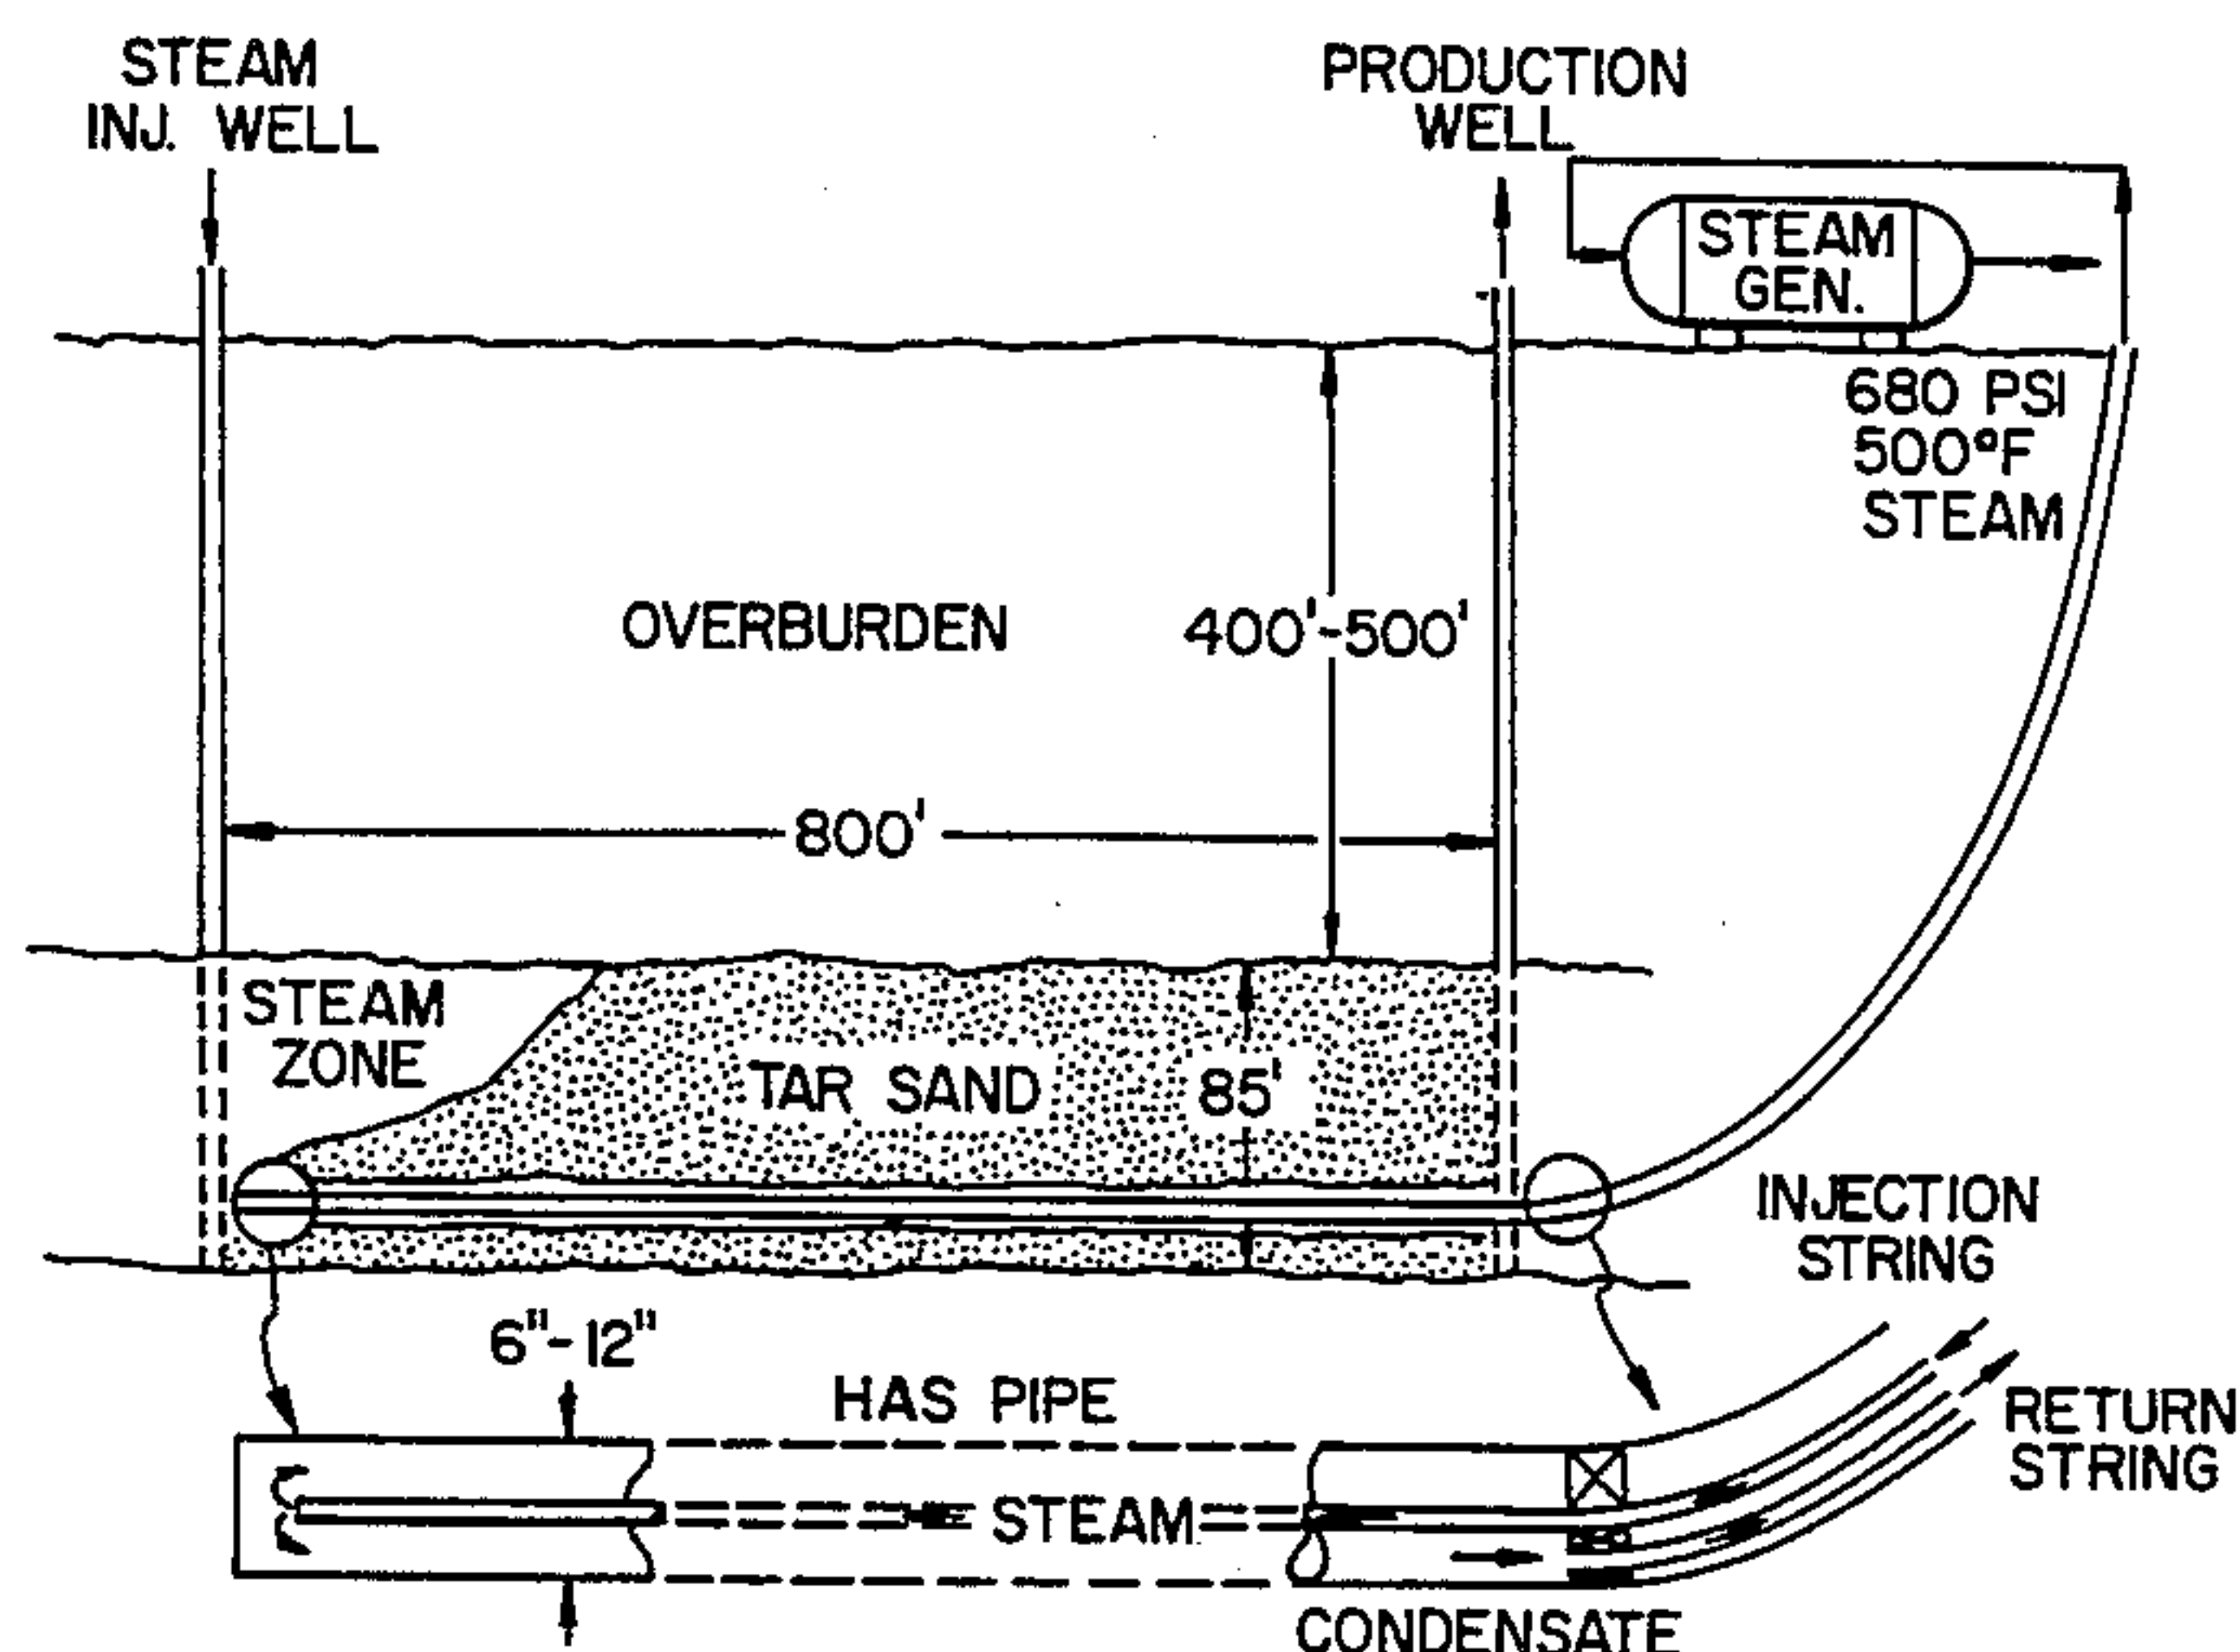 STEAM
INJ. WELL
PRODUCTION
WELL
STEAM
GEN.
680 PSI
500°F
STEAM
OVERBURDEN
400'-500'
800'
STEAM
ZONE
TAR SAND
85'
INJECTION
STRING
6"-12"
HAS PIPE
RETURN
STRING
STEAM
CONDENSATE